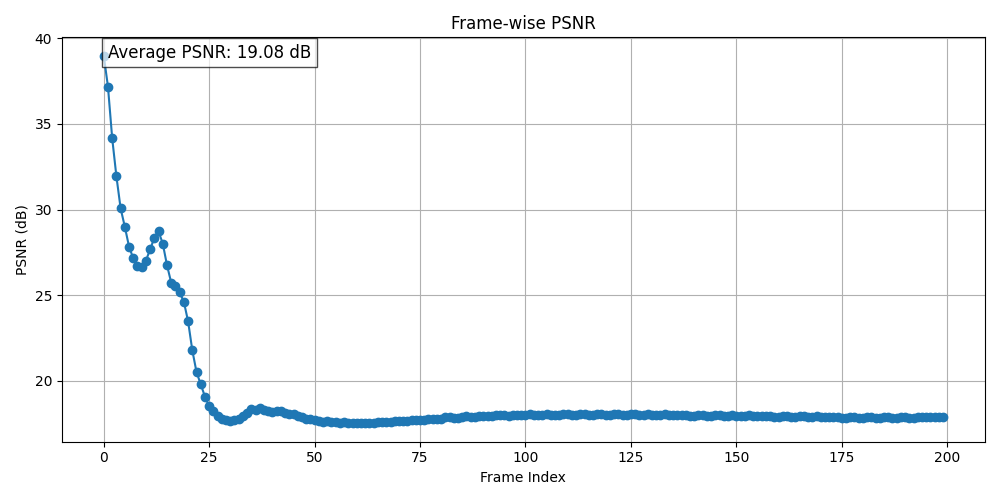 Frame-wise PSNR
Average PSNR: 19.08 dB
PSNR (dB)
40
35
30
25
20
0 25 50 75 100 125 150 175 200
Frame Index